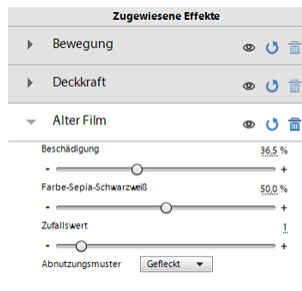 Zugewiesene Effekte
Bewegung
Deckkraft
Alter Film
Beschädigung 36,5 %
- +
Farbe-Sepia-Schwarzweiß 50,0 %
- +
Zufallswert 1
- +
Abnutzungsmuster Gefleckt